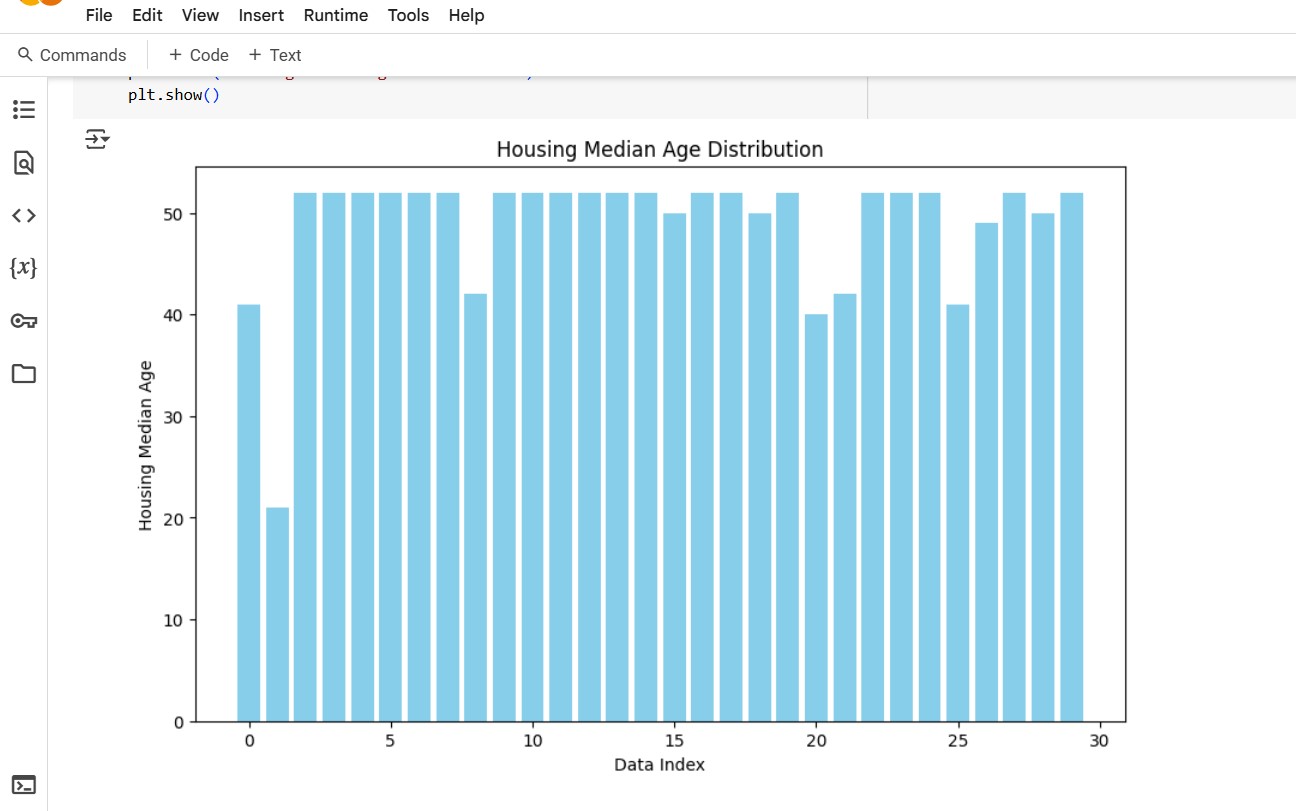 File Edit View Insert Runtime Tools Help
Commands + Code + Text
plt.show()
Housing Median Age Distribution
50
40
30
20
10
0
Housing Median Age
0 5 10 15 20 25 30
Data Index